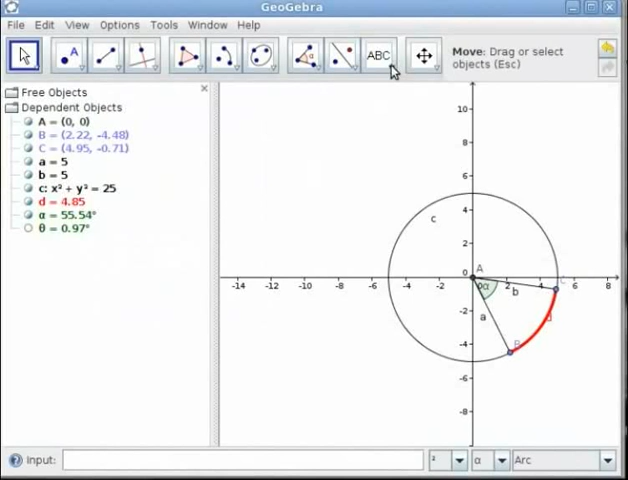 GeoGebra
File Edit View Options Tools Window Help
A
α
ABC
Move: Drag or select
objects (Esc)
Free Objects
Dependent Objects
A = (0, 0)
B = (2.22, -4.48)
C = (4.95, -0.71)
a = 5
b = 5
c: x² + y² = 25
d = 4.85
α = 55.54°
θ = 0.97°
10
8
6
4
2
-14 -12 -10 -8 -6 -4 -2 0 2 4 6 8
-2
-4
-6
-8
c
A
C
α
b
a
d
B
Input:
²
α
Arc